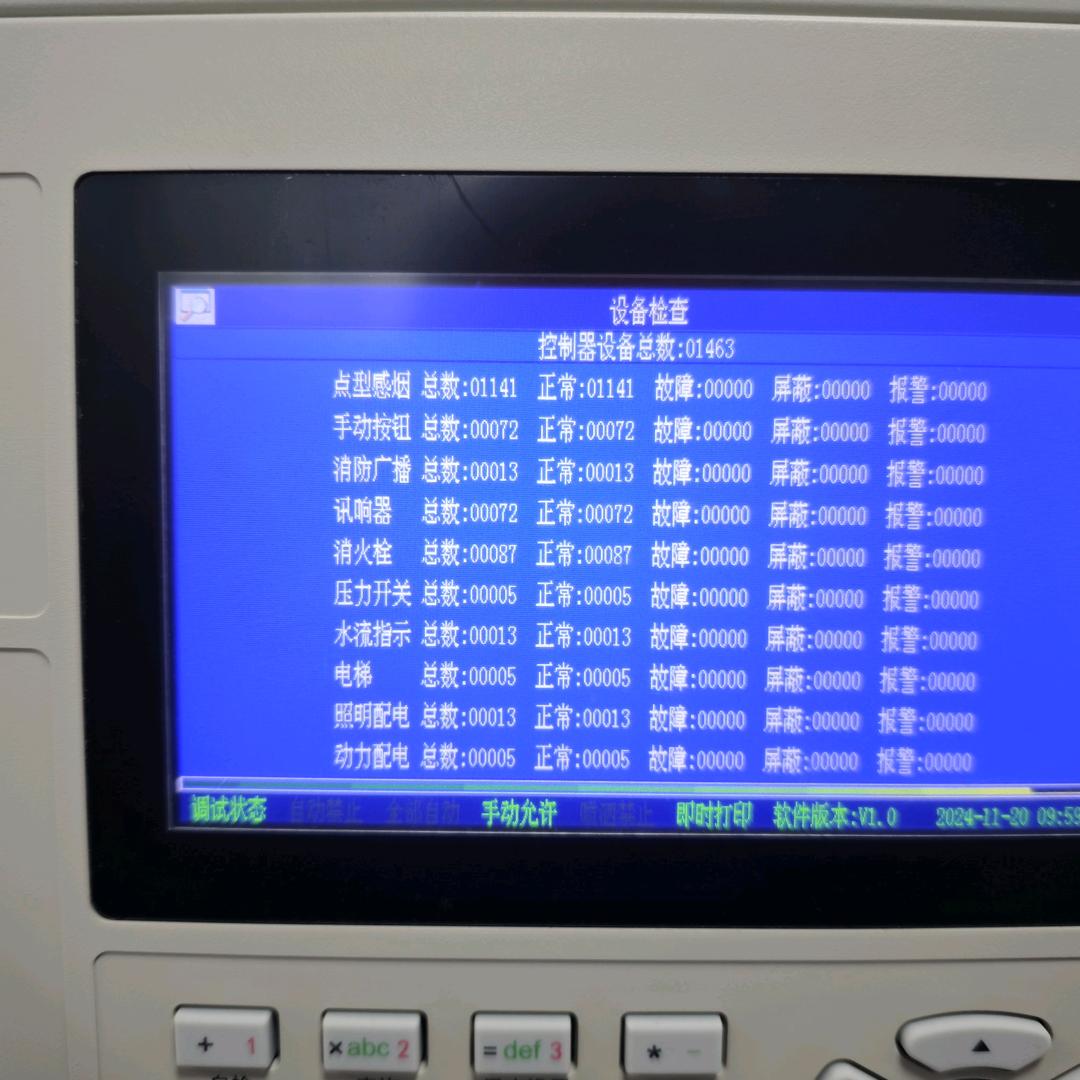 设备检查
控制器设备总数:01463
点型感烟 总数:01141 正常:01141 故障:00000 屏蔽:00000 报警:00000
手动按钮 总数:00072 正常:00072 故障:00000 屏蔽:00000 报警:00000
消防广播 总数:00013 正常:00013 故障:00000 屏蔽:00000 报警:00000
讯响器 总数:00072 正常:00072 故障:00000 屏蔽:00000 报警:00000
消火栓 总数:00087 正常:00087 故障:00000 屏蔽:00000 报警:00000
压力开关 总数:00005 正常:00005 故障:00000 屏蔽:00000 报警:00000
水流指示 总数:00013 正常:00013 故障:00000 屏蔽:00000 报警:00000
电梯 总数:00005 正常:00005 故障:00000 屏蔽:00000 报警:00000
照明配电 总数:00013 正常:00013 故障:00000 屏蔽:00000 报警:00000
动力配电 总数:00005 正常:00005 故障:00000 屏蔽:00000 报警:00000
调试状态 自动禁止 全部自动 手动允许 喷洒禁止 即时打印 软件版本:V1.0 2024-11-20 09:59
+ 1 ×abc 2 =def 3 * - ▲